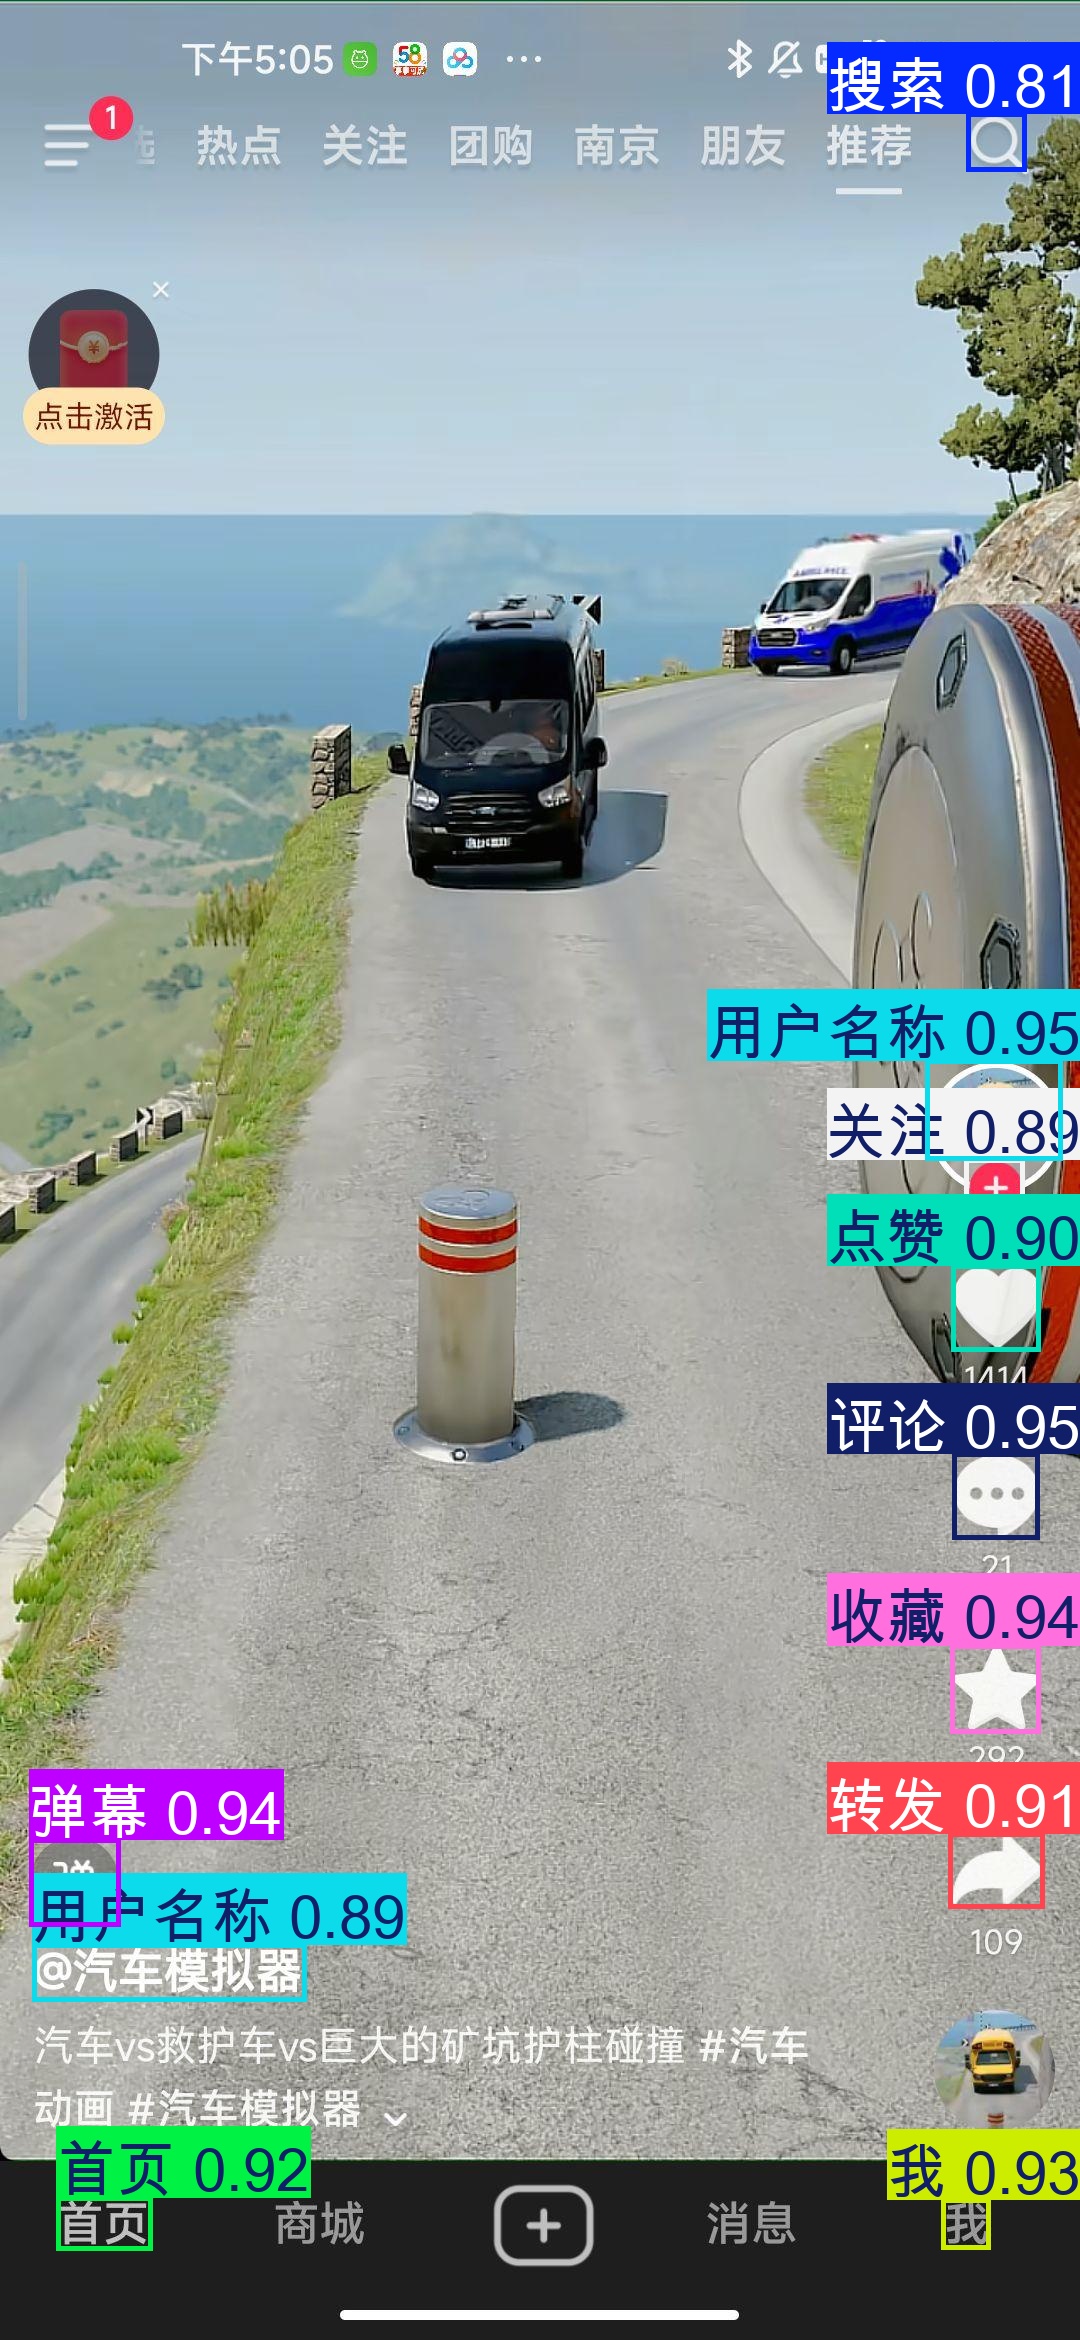 下午5:05
搜索 0.81
1
热点 关注 团购 南京 朋友 推荐
点击激活
AMBULANCE
用户名称 0.95
关注 0.89
点赞 0.90
1414
评论 0.95
21
收藏 0.94
292
弹幕 0.94
转发 0.91
用户名称 0.89
109
@汽车模拟器
汽车vs救护车vs巨大的矿坑护柱碰撞 #汽车
动画 #汽车模拟器
首页 0.92
我 0.93
首页 商城 消息 我